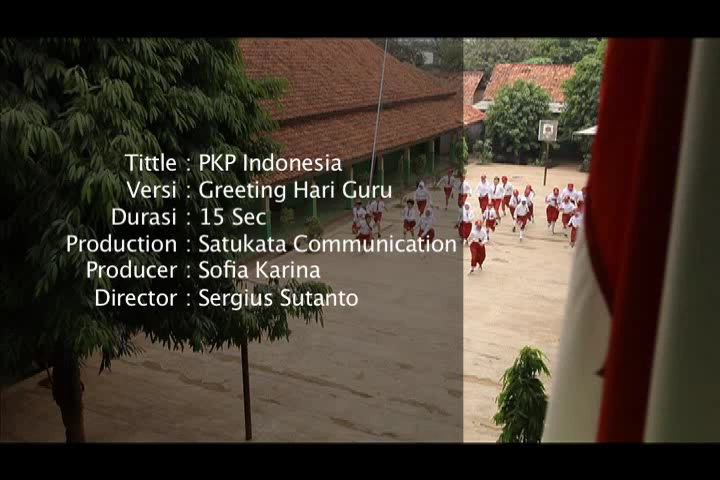 Tittle : PKP Indonesia
Versi : Greeting Hari Guru
Durasi : 15 Sec
Production : Satukata Communication
Producer : Sofia Karina
Director : Sergius Sutanto